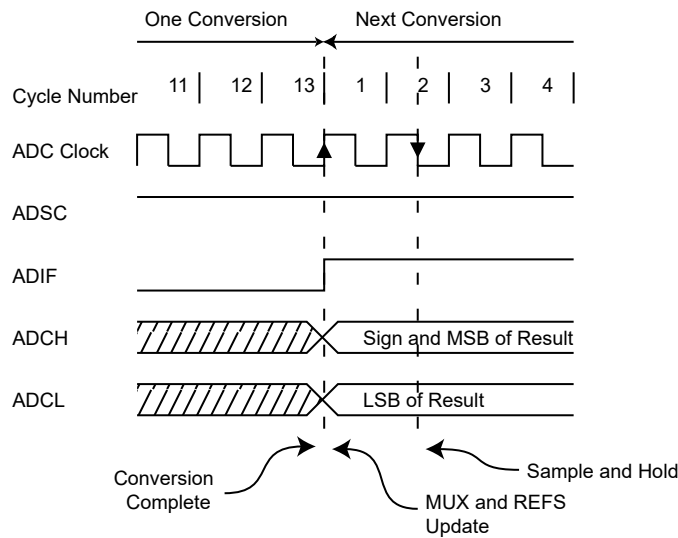 One Conversion Next Conversion
Cycle Number 11 12 13 1 2 3 4
ADC Clock
ADSC
ADIF
ADCH Sign and MSB of Result
ADCL LSB of Result
Conversion
Complete
MUX and REFS
Update
Sample and Hold